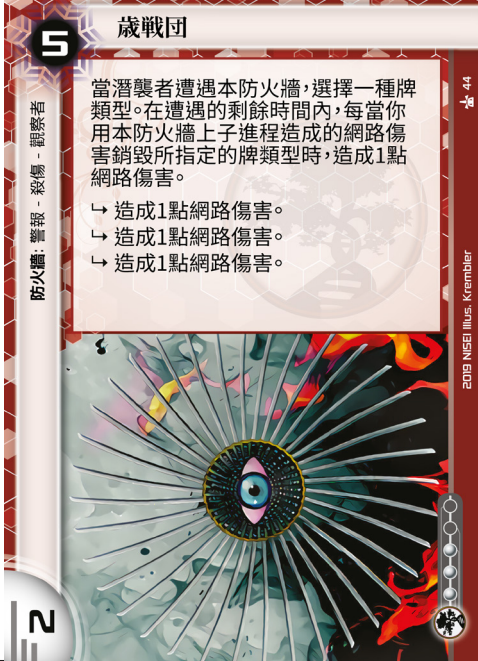 5
歳戦団
當潛襲者遭遇本防火牆,選擇一種牌
類型。在遭遇的剩餘時間內,每當你
用本防火牆上子進程造成的網路傷
害銷毀所指定的牌類型時,造成1點
網路傷害。
↳ 造成1點網路傷害。
↳ 造成1點網路傷害。
↳ 造成1點網路傷害。
防火牆: 警報 - 殺傷 - 觀察者
44
2019 NISEI Illus. Krembler
2